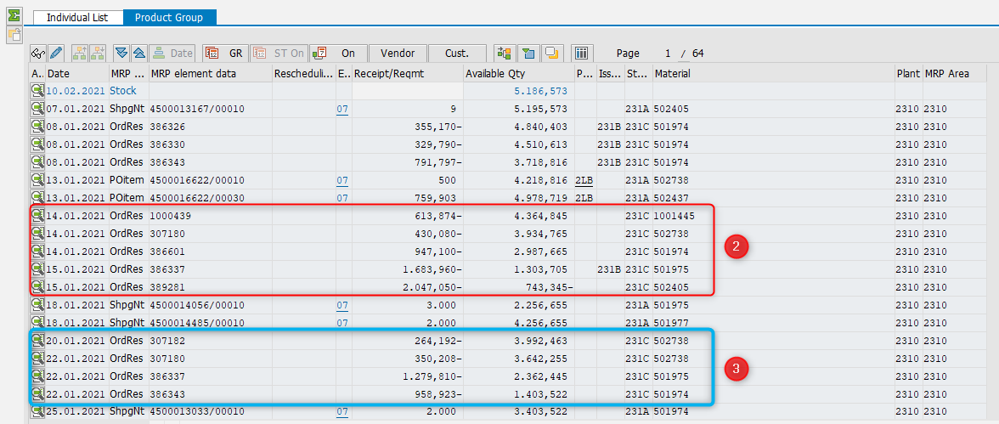 Individual List Product Group
Date GR ST On On Vendor Cust. Page 1 / 64
A.. Date MRP ... MRP element data Rescheduli... E.. Receipt/Reqmt Available Qty P... Iss... St... Material Plant MRP Area
10.02.2021 Stock 5.186,573
07.01.2021 ShpgNt 4500013167/00010 07 9 5.195,573 231A 502405 2310 2310
08.01.2021 OrdRes 386326 355,170- 4.840,403 231B 231C 501974 2310 2310
08.01.2021 OrdRes 386330 329,790- 4.510,613 231B 231C 501974 2310 2310
08.01.2021 OrdRes 386343 791,797- 3.718,816 231B 231C 501974 2310 2310
13.01.2021 POitem 4500016622/00010 07 500 4.218,816 2LB 231A 502738 2310 2310
13.01.2021 POitem 4500016622/00030 07 759,903 4.978,719 2LB 231A 502437 2310 2310
14.01.2021 OrdRes 1000439 613,874- 4.364,845 231C 1001445 2310 2310
14.01.2021 OrdRes 307180 430,080- 3.934,765 231C 502738 2310 2310
14.01.2021 OrdRes 386601 947,100- 2.987,665 231C 501974 2310 2310
2
15.01.2021 OrdRes 386337 1.683,960- 1.303,705 231B 231C 501975 2310 2310
15.01.2021 OrdRes 389281 2.047,050- 743,345- 231C 502405 2310 2310
18.01.2021 ShpgNt 4500014056/00010 07 3.000 2.256,655 231A 501975 2310 2310
18.01.2021 ShpgNt 4500014485/00010 07 2.000 4.256,655 231A 501977 2310 2310
20.01.2021 OrdRes 307182 264,192- 3.992,463 231C 502738 2310 2310
22.01.2021 OrdRes 307180 350,208- 3.642,255 231C 502738 2310 2310
3
22.01.2021 OrdRes 386337 1.279,810- 2.362,445 231C 501975 2310 2310
22.01.2021 OrdRes 386343 958,923- 1.403,522 231C 501974 2310 2310
25.01.2021 ShpgNt 4500013033/00010 07 2.000 3.403,522 231A 501974 2310 2310